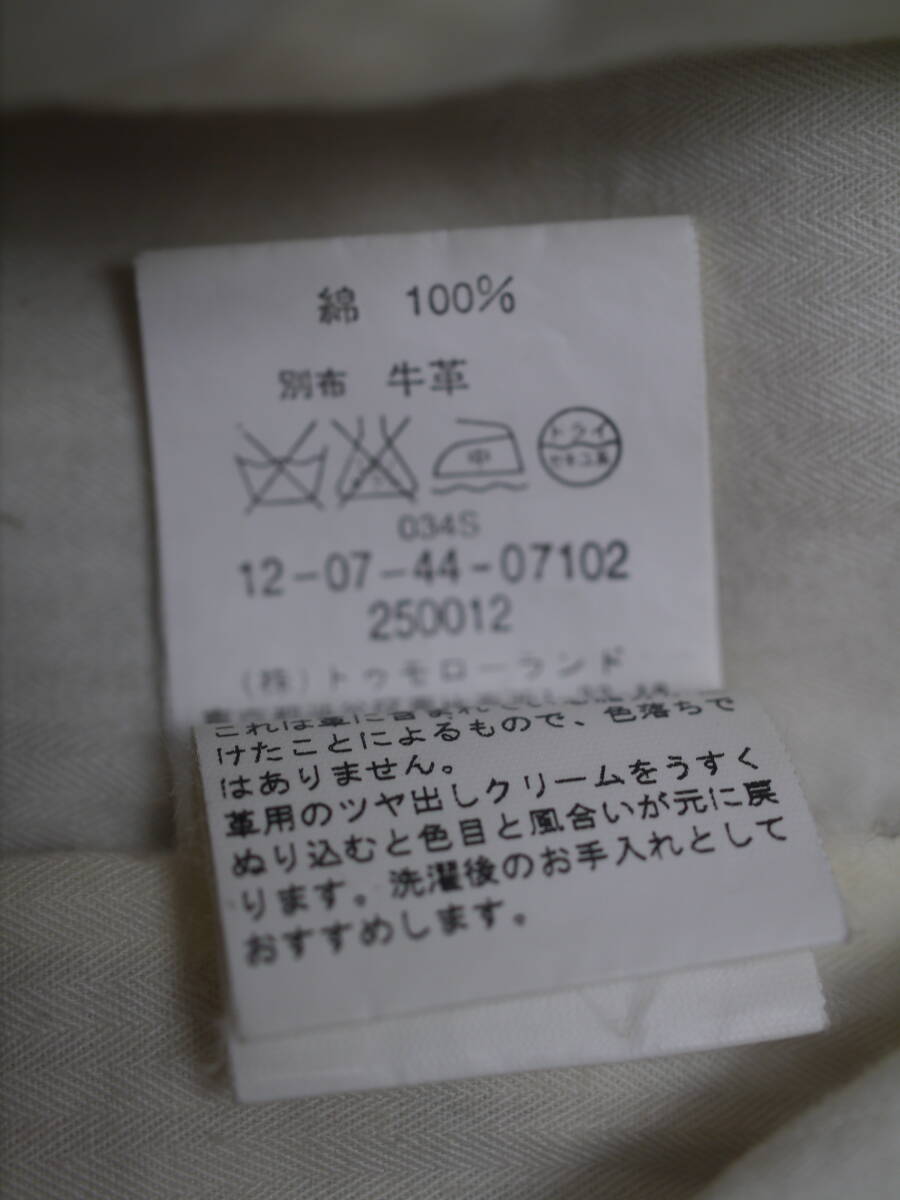 綿 100%
別布 牛革
中
ドライ
セキユ系
034S
12-07-44-07102
250012
(株)トゥモローランド
けたことによるもので、色落ちで
はありません。
革用のツヤ出しクリームをうすく
ぬり込むと色目と風合いが元に戻
ります。洗濯後のお手入れとして
おすすめします。